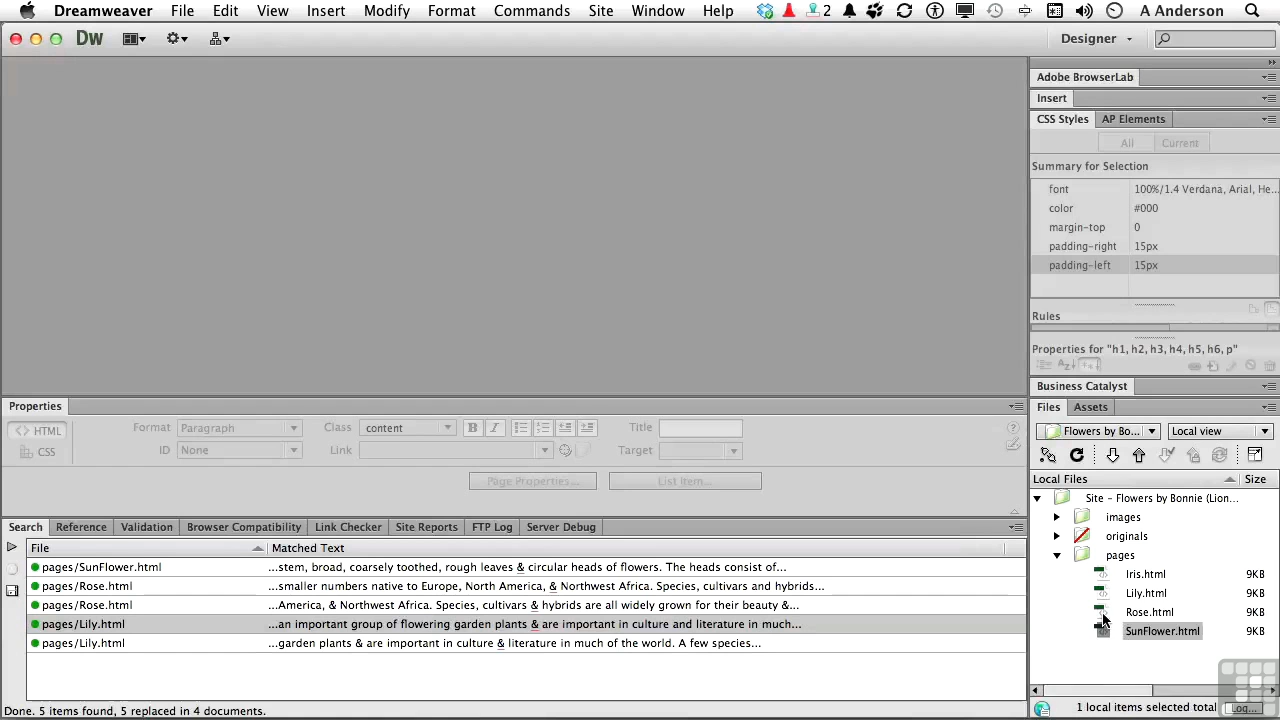 Dreamweaver File Edit View Insert Modify Format Commands Site Window Help 2 A Anderson
Dw Designer
Adobe BrowserLab
Insert
CSS Styles AP Elements
All Current
Summary for Selection
font 100%/1.4 Verdana, Arial, He...
color #000
margin-top 0
padding-right 15px
padding-left 15px
Rules
Properties for "h1, h2, h3, h4, h5, h6, p"
Business Catalyst
Files Assets
Flowers by Bo... Local view
Local Files Size
Site - Flowers by Bonnie (Lion...
images
originals
pages
Iris.html 9KB
Lily.html 9KB
Rose.html 9KB
SunFlower.html 9KB
1 local items selected total Log...
Properties
<> HTML Format Paragraph Class content B I Title
CSS ID None Link Target
Page Properties... List Item...
Search Reference Validation Browser Compatibility Link Checker Site Reports FTP Log Server Debug
File Matched Text
pages/SunFlower.html ...stem, broad, coarsely toothed, rough leaves & circular heads of flowers. The heads consist of...
pages/Rose.html ...smaller numbers native to Europe, North America, & Northwest Africa. Species, cultivars and hybrids...
pages/Rose.html ...America, & Northwest Africa. Species, cultivars & hybrids are all widely grown for their beauty &...
pages/Lily.html ...an important group of flowering garden plants & are important in culture and literature in much...
pages/Lily.html ...garden plants & are important in culture & literature in much of the world. A few species...
Done. 5 items found, 5 replaced in 4 documents.